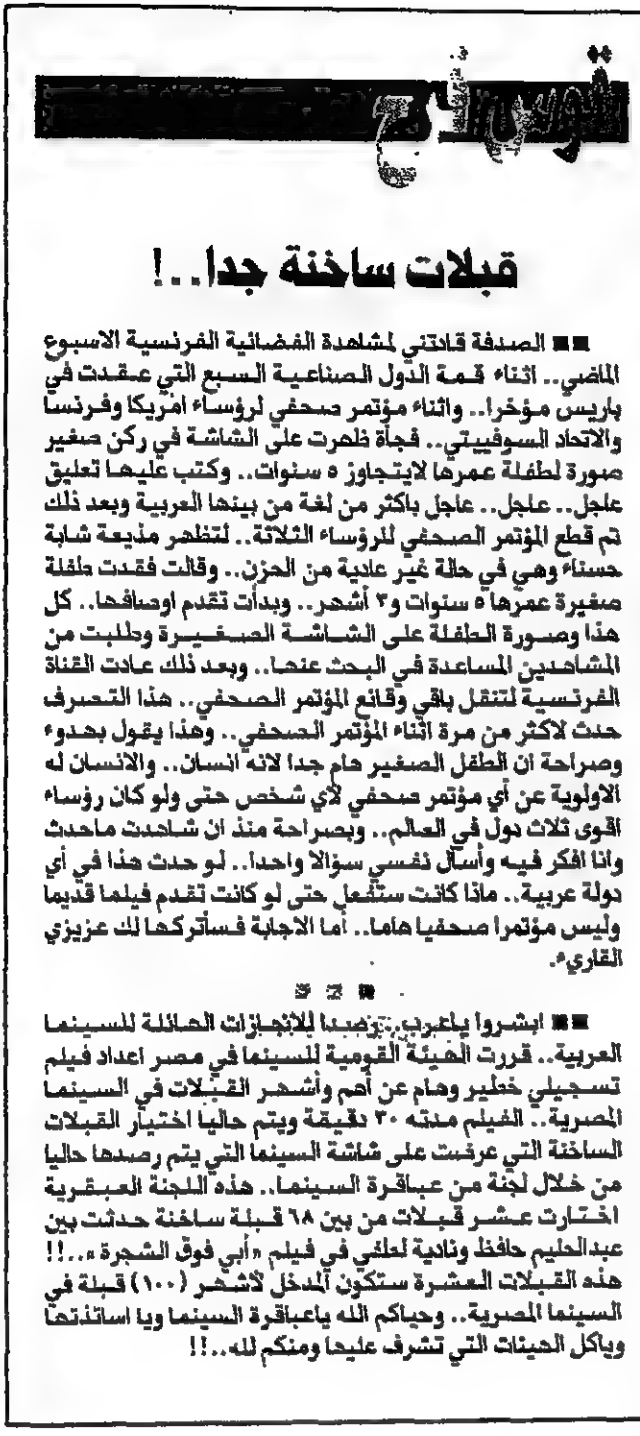 قوس قزح
قبلات ساخنة جدا..!
■■ الصدفة قادتني لمشاهدة الفضائية الفرنسية الاسبوع
الماضي.. اثناء قمة الدول الصناعية السبع التي عقدت في
باريس مؤخرا.. واثناء مؤتمر صحفي لرؤساء امريكا وفرنسا
والاتحاد السوفييتي.. فجأة ظهرت على الشاشة في ركن صغير
صورة لطفلة عمرها لايتجاوز ٥ سنوات.. وكتب عليها تعليق
عاجل.. عاجل.. عاجل باكثر من لغة من بينها العربية وبعد ذلك
تم قطع المؤتمر الصحفي للرؤساء الثلاثة.. لتظهر مذيعة شابة
حسناء وهي في حالة غير عادية من الحزن.. وقالت فقدت طفلة
صغيرة عمرها ٥ سنوات و٣ أشهر.. وبدأت تقدم اوصافها.. كل
هذا وصورة الطفلة على الشاشة الصغيرة وطلبت من
المشاهدين المساعدة في البحث عنها.. وبعد ذلك عادت القناة
الفرنسية لتنقل باقي وقائع المؤتمر الصحفي.. هذا التصرف
حدث لاكثر من مرة اثناء المؤتمر الصحفي.. وهذا يقول بهدوء
وصراحة ان الطفل الصغير هام جدا لانه انسان.. والانسان له
الاولوية عن أي مؤتمر صحفي لأي شخص حتى ولو كان رؤساء
اقوى ثلاث دول في العالم.. وبصراحة منذ ان شاهدت ماحدث
وانا افكر فيه وأسأل نفسي سؤالا واحدا.. لو حدث هذا في أي
دولة عربية.. ماذا كانت ستفعل حتى لو كانت تقدم فيلما قديما
وليس مؤتمرا صحفيا هاما.. أما الاجابة فسأتركها لك عزيزي
القاريء.
■■ ابشروا ياعرب.. رصدا للانجازات الهائلة للسينما
العربية.. قررت الهيئة القومية للسينما في مصر اعداد فيلم
تسجيلي خطير وهام عن أهم وأشهر القبلات في السينما
المصرية.. الفيلم مدته ٣٠ دقيقة ويتم حاليا اختيار القبلات
الساخنة التي عرضت على شاشة السينما التي يتم رصدها حاليا
من خلال لجنة من عباقرة السينما.. هذه اللجنة العبقرية
اختارت عشر قبلات من بين ٦٨ قبلة ساخنة حدثت بين
عبدالحليم حافظ ونادية لطفي في فيلم «أبي فوق الشجرة»..!!
هذه القبلات العشرة ستكون المدخل لأشهر (١٠٠) قبلة في
السينما المصرية.. وحياكم الله ياعباقرة السينما ويا اساتذتها
وياكل الهيئات التي تشرف عليها ومنكم لله..!!